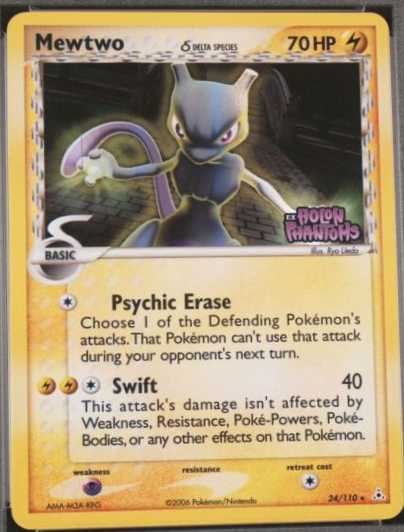 Mewtwo δ DELTA SPECIES 70 HP
EX HOLON
PHANTOMS
Illus. Ryo Ueda
BASIC
Psychic Erase
Choose 1 of the Defending Pokémon's
attacks. That Pokémon can't use that attack
during your opponent's next turn.
Swift 40
This attack's damage isn't affected by
Weakness, Resistance, Poké-Powers, Poké-
Bodies, or any other effects on that Pokémon.
weakness resistance retreat cost
AMA-M3A-KFG ©2006 Pokémon/Nintendo 24/110 ★